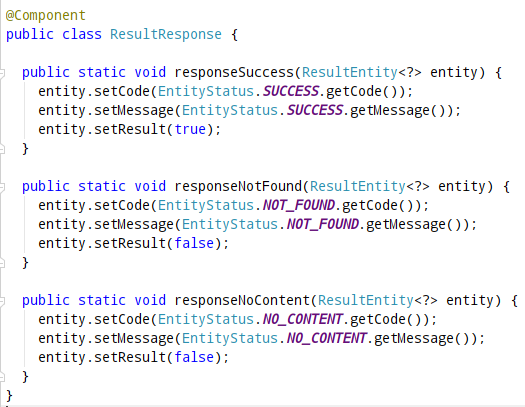 @Component
public class ResultResponse {
public static void responseSuccess(ResultEntity<?> entity) {
entity.setCode(EntityStatus.SUCCESS.getCode());
entity.setMessage(EntityStatus.SUCCESS.getMessage());
entity.setResult(true);
}
public static void responseNotFound(ResultEntity<?> entity) {
entity.setCode(EntityStatus.NOT_FOUND.getCode());
entity.setMessage(EntityStatus.NOT_FOUND.getMessage());
entity.setResult(false);
}
public static void responseNoContent(ResultEntity<?> entity) {
entity.setCode(EntityStatus.NO_CONTENT.getCode());
entity.setMessage(EntityStatus.NO_CONTENT.getMessage());
entity.setResult(false);
}
}